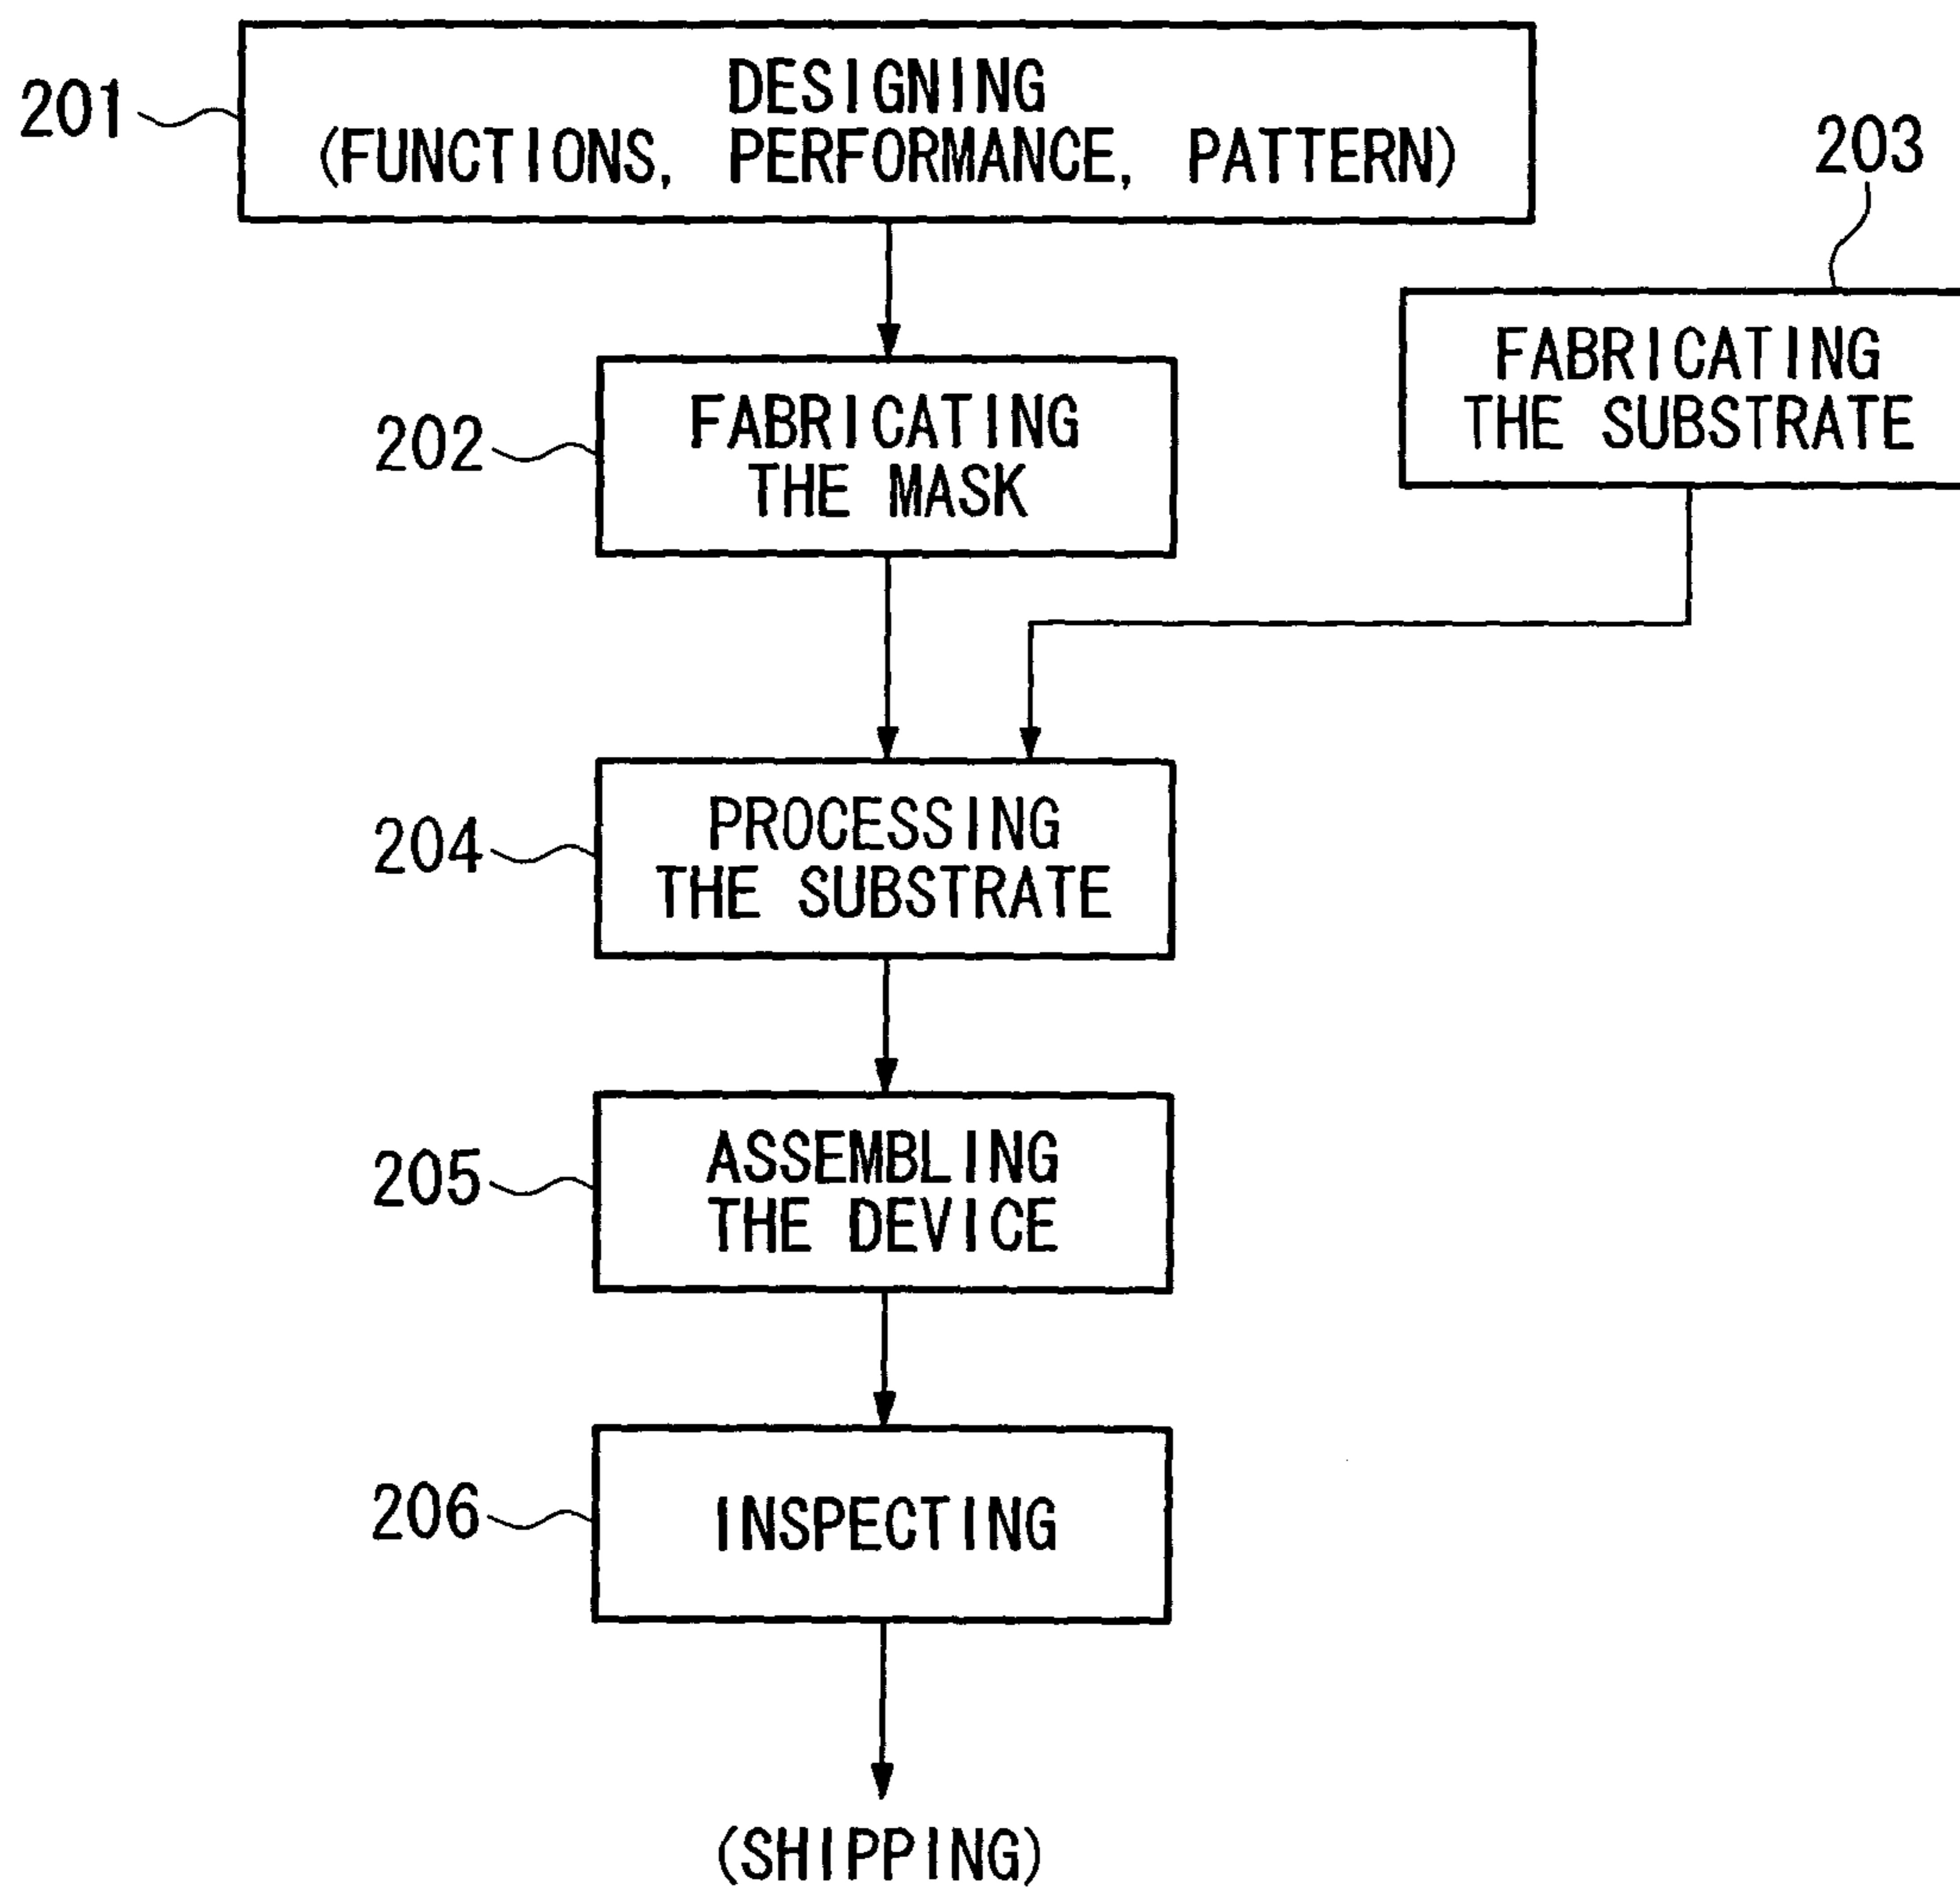 201
DESIGNING
(FUNCTIONS, PERFORMANCE, PATTERN)
203
FABRICATING
THE SUBSTRATE
202
FABRICATING
THE MASK
204
PROCESSING
THE SUBSTRATE
205
ASSEMBLING
THE DEVICE
206
INSPECTING
(SHIPPING)